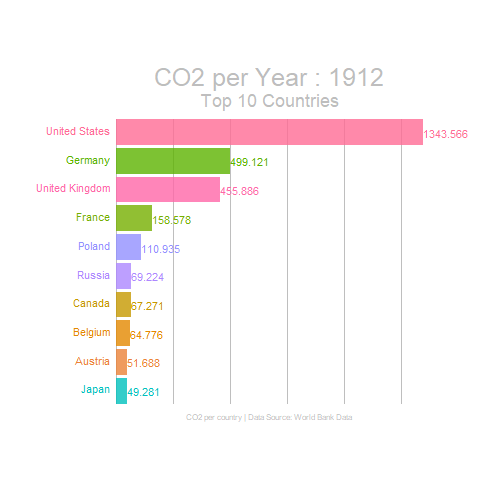 CO2 per Year : 1912
Top 10 Countries
United States 1343.566
Germany 499.121
United Kingdom 455.886
France 158.578
Poland 110.935
Russia 69.224
Canada 67.271
Belgium 64.776
Austria 51.688
Japan 49.281
CO2 per country | Data Source: World Bank Data